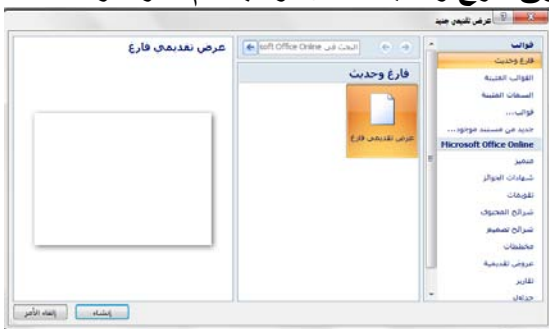 عرض تقديمي جديد
قوالب
فارغ وحديث
القوالب المثبتة
السمات المثبتة
قوالب...
جديد من مستند موجود...
Microsoft Office Online
متميز
شهادات الجوائز
تقويمات
شرائح المحتوى
شرائح تصميم
مخططات
عروض تقديمية
تقارير
جداول
البحث في soft Office Online
فارغ وحديث
عرض تقديمي فارغ
عرض تقديمي فارغ
إنشاء
إلغاء الأمر